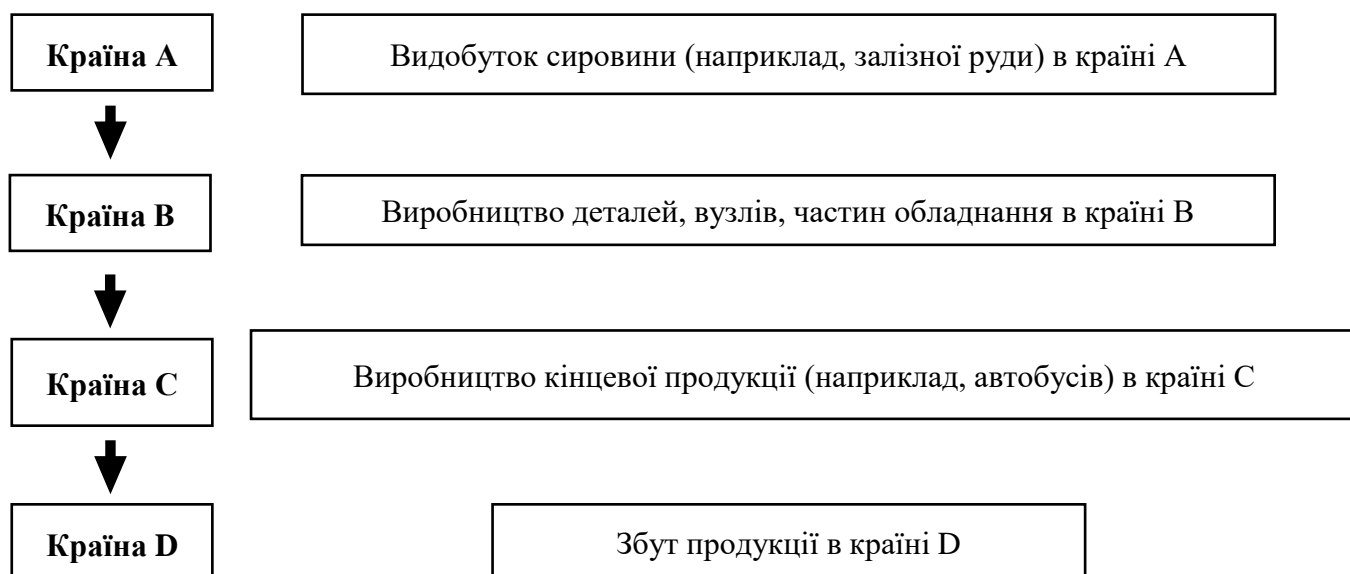 Країна А
Видобуток сировини (наприклад, залізної руди) в країні А
Країна В
Виробництво деталей, вузлів, частин обладнання в країні В
Країна С
Виробництво кінцевої продукції (наприклад, автобусів) в країні С
Країна D
Збут продукції в країні D